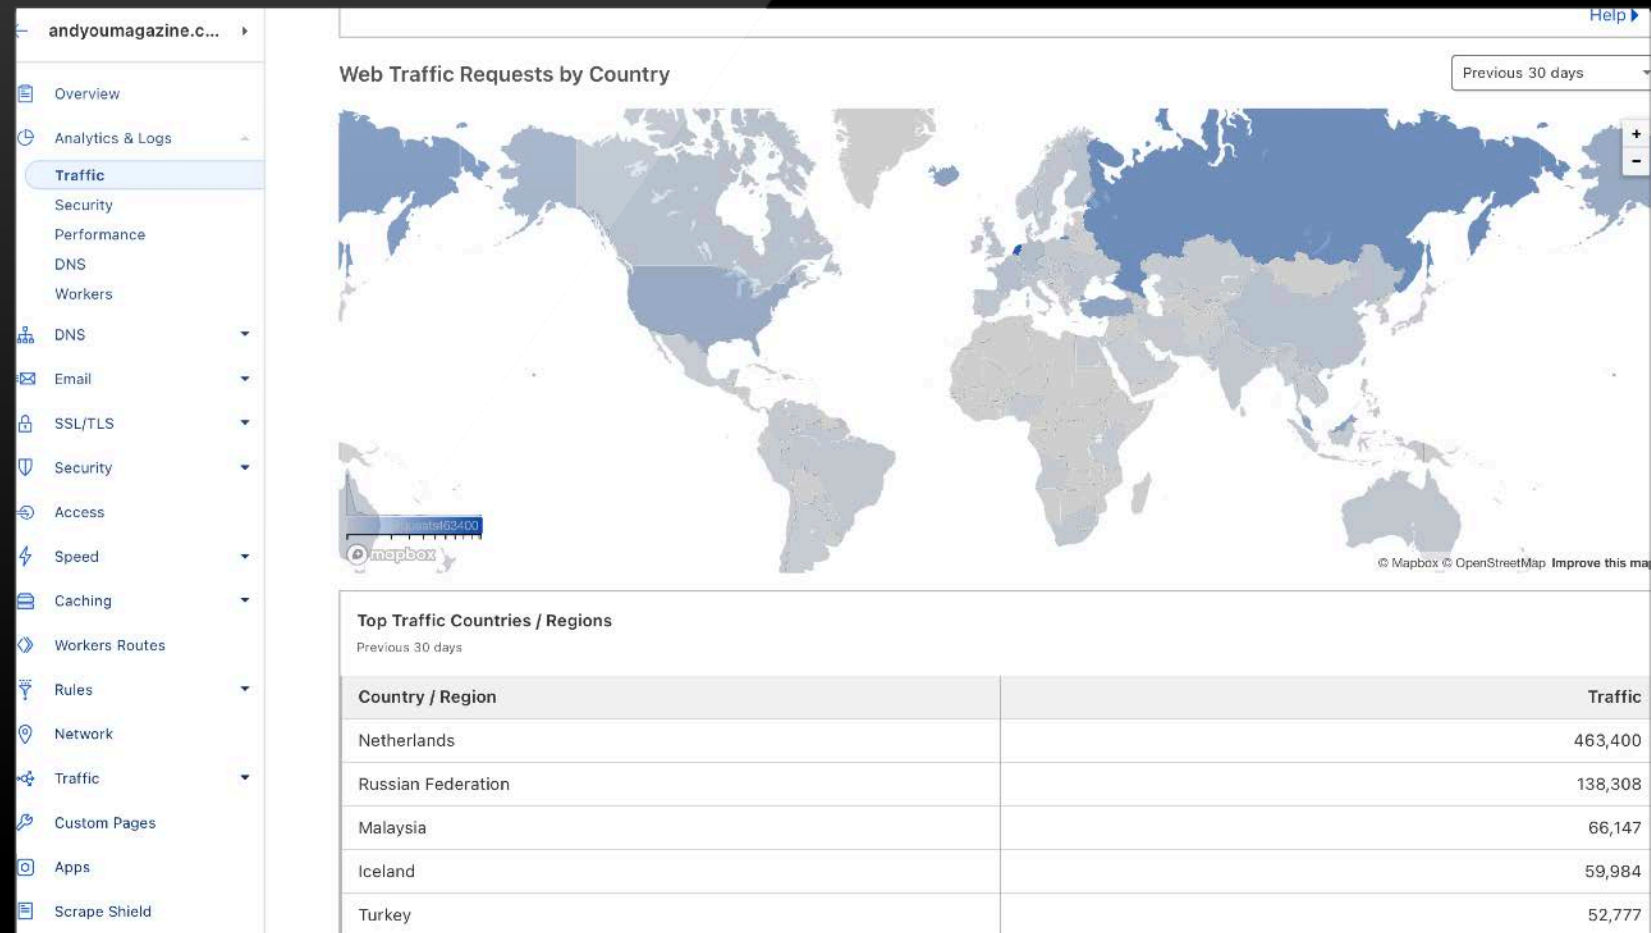 andyoumagazine.c...
Help
Overview
Analytics & Logs
Traffic
Security
Performance
DNS
Workers
DNS
Email
SSL/TLS
Security
Access
Speed
Caching
Workers Routes
Rules
Network
Traffic
Custom Pages
Apps
Scrape Shield
Web Traffic Requests by Country
Previous 30 days
+
-
463400
mapbox
© Mapbox © OpenStreetMap Improve this ma
Top Traffic Countries / Regions
Previous 30 days
Country / Region Traffic
Netherlands 463,400
Russian Federation 138,308
Malaysia 66,147
Iceland 59,984
Turkey 52,777